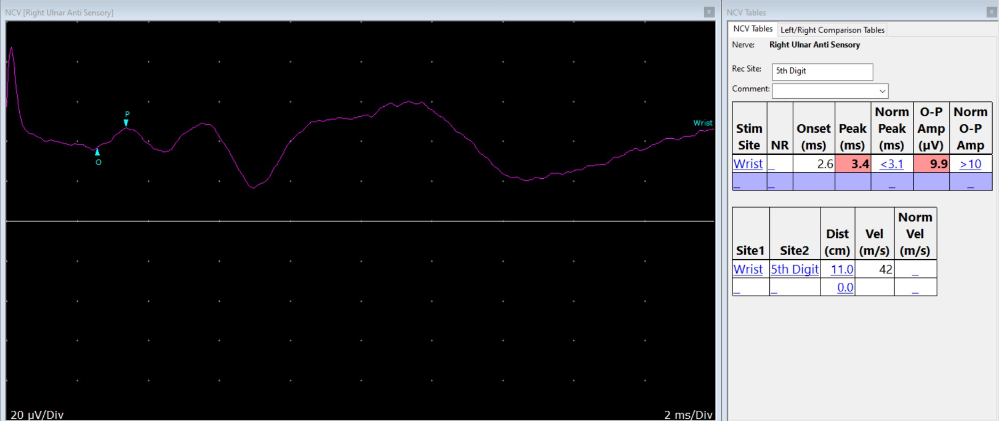 NCV [Right Ulnar Anti Sensory]
P
O
Wrist
20 µV/Div
2 ms/Div
NCV Tables
NCV Tables Left/Right Comparison Tables
Nerve: Right Ulnar Anti Sensory
Rec Site: 5th Digit
Comment:
Stim Site NR Onset (ms) Peak (ms) Norm Peak (ms) O-P Amp (µV) Norm O-P Amp
Wrist _ 2.6 3.4 <3.1 9.9 >10
_ _ _ _
Site1 Site2 Dist (cm) Vel (m/s) Norm Vel (m/s)
Wrist 5th Digit 11.0 42 _
_ _ 0.0 _